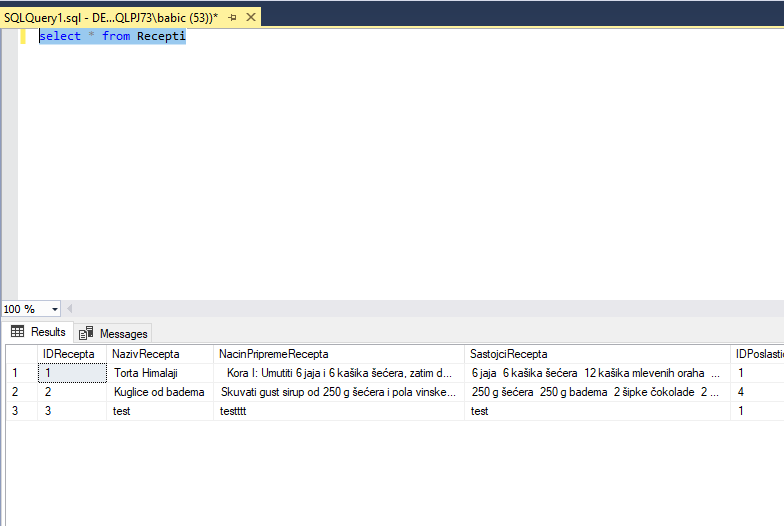 SQLQuery1.sql - DE...QLPJ73\babic (53))*
select * from Recepti
100 %
Results Messages
IDRecepta NazivRecepta NacinPripremeRecepta SastojciRecepta IDPoslastic
1 1 Torta Himalaji Kora I: Umutiti 6 jaja i 6 kašika šećera, zatim d... 6 jaja 6 kašika šećera 12 kašika mlevenih oraha ... 1
2 2 Kuglice od badema Skuvati gust sirup od 250 g šećera i pola vinske... 250 g šećera 250 g badema 2 šipke čokolade 2 ... 4
3 3 test testttt test 1